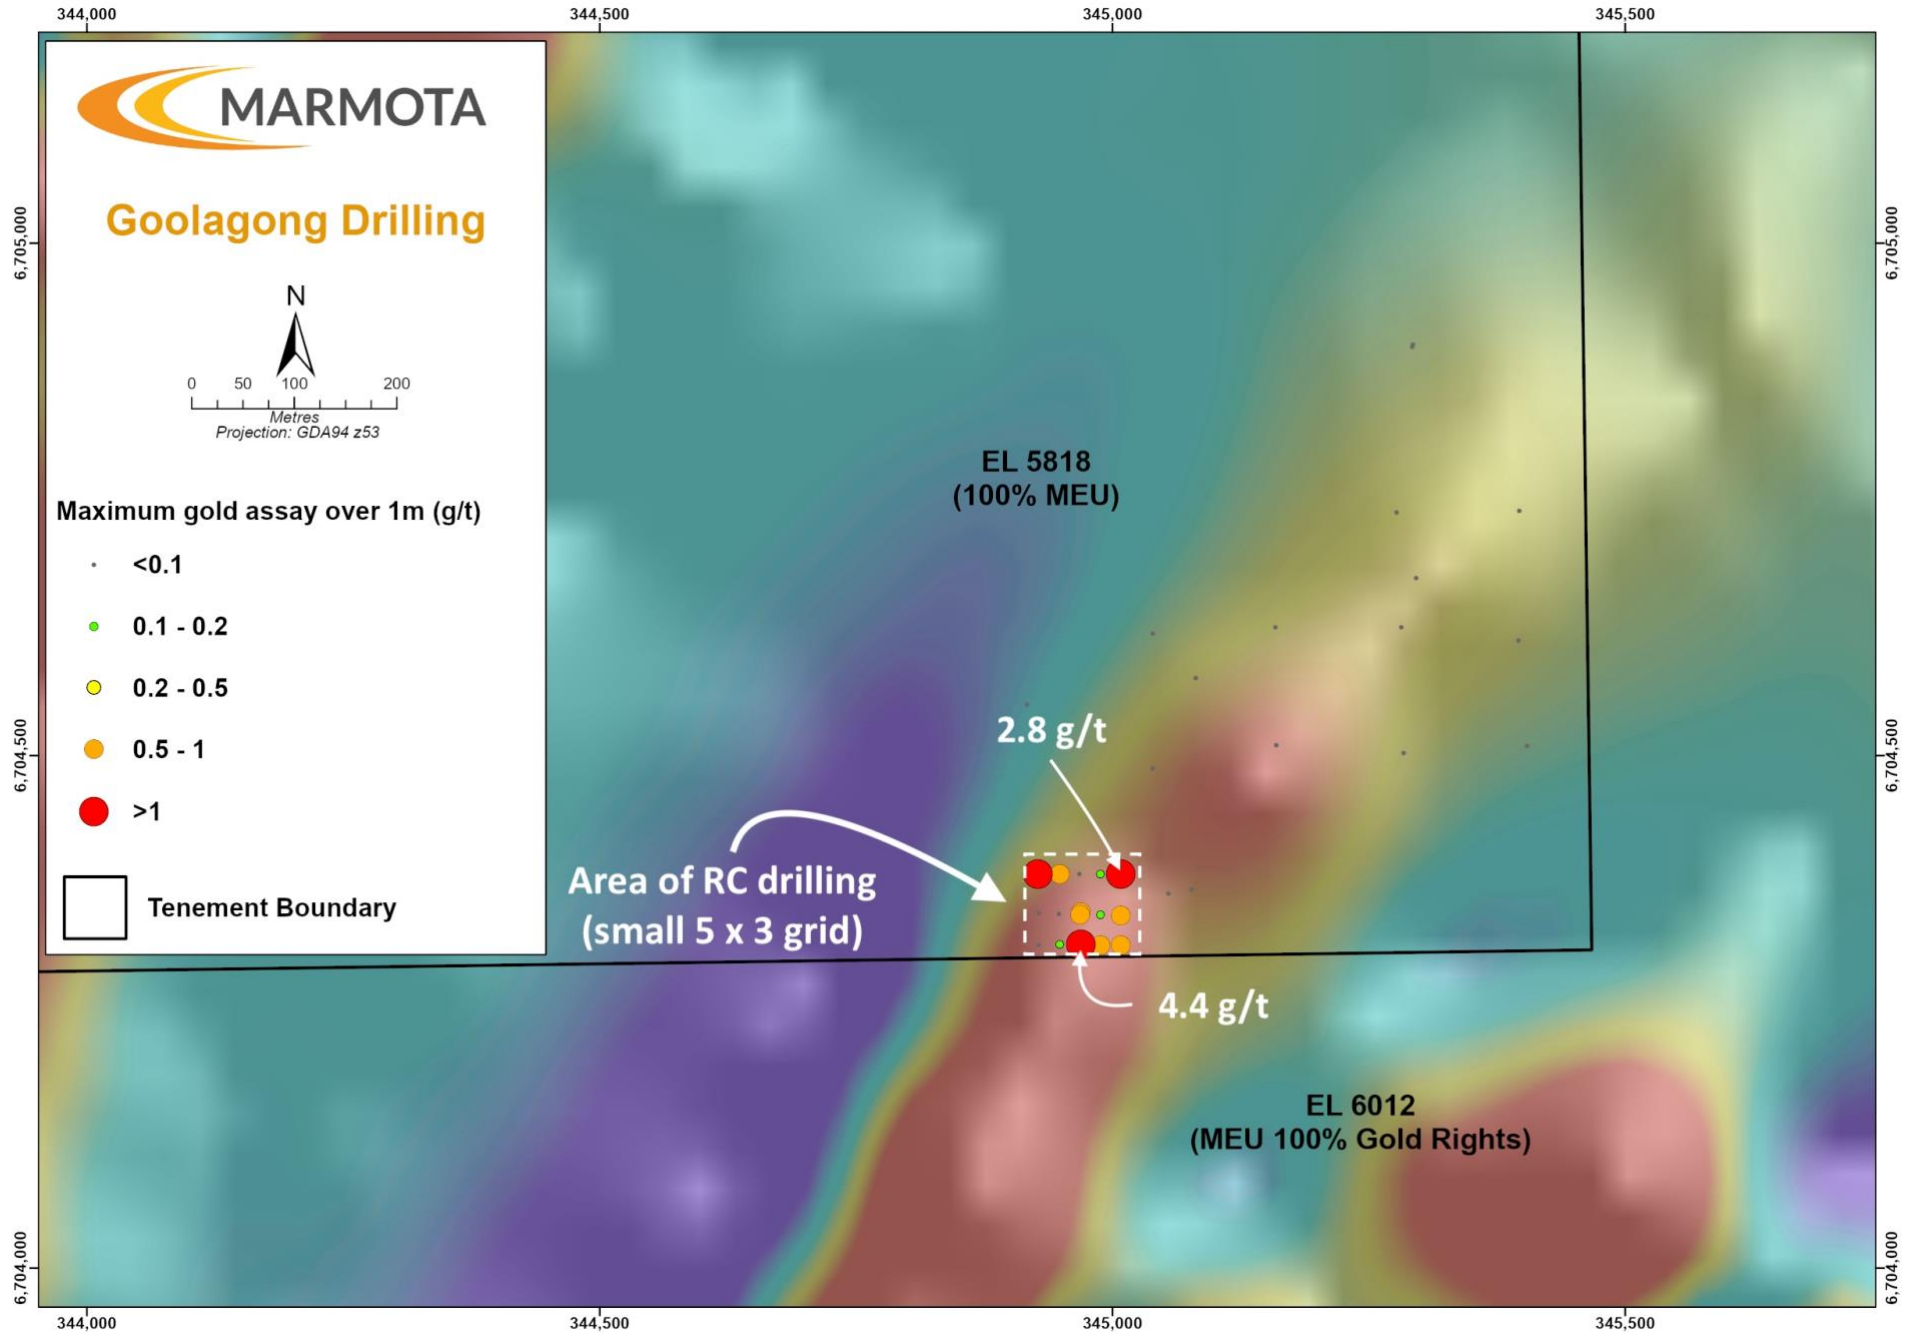 344,000
344,500
345,000
345,500
MARMOTA
Goolagong Drilling
N
0 50 100 200
Metres
Projection: GDA94 z53
Maximum gold assay over 1m (g/t)
<0.1
0.1 - 0.2
0.2 - 0.5
0.5 - 1
>1
Tenement Boundary
6,705,000
6,704,500
6,704,000
EL 5818
(100% MEU)
2.8 g/t
Area of RC drilling
(small 5 x 3 grid)
4.4 g/t
EL 6012
(MEU 100% Gold Rights)
6,705,000
6,704,500
6,704,000
344,000
344,500
345,000
345,500